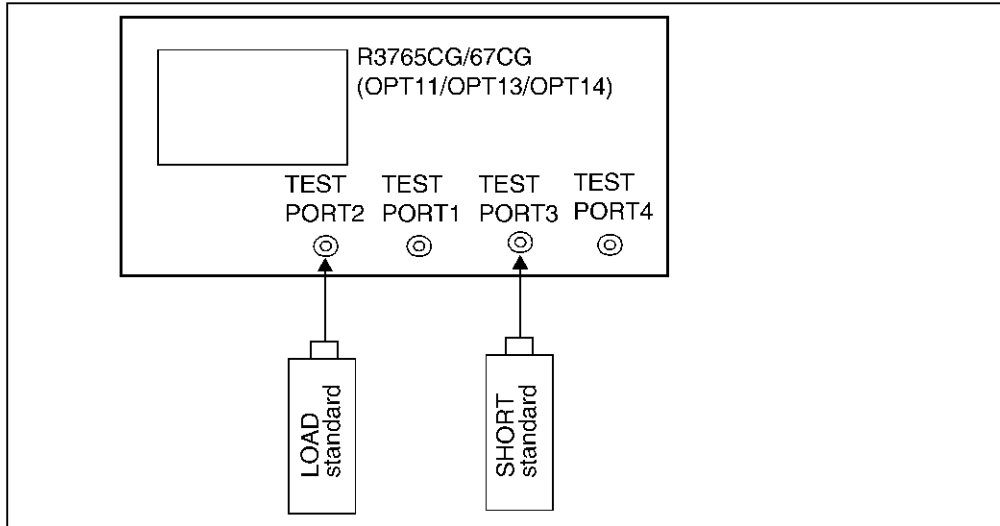 R3765CG/67CG
(OPT11/OPT13/OPT14)
TEST
PORT2
TEST
PORT1
TEST
PORT3
TEST
PORT4
LOAD
standard
SHORT
standard